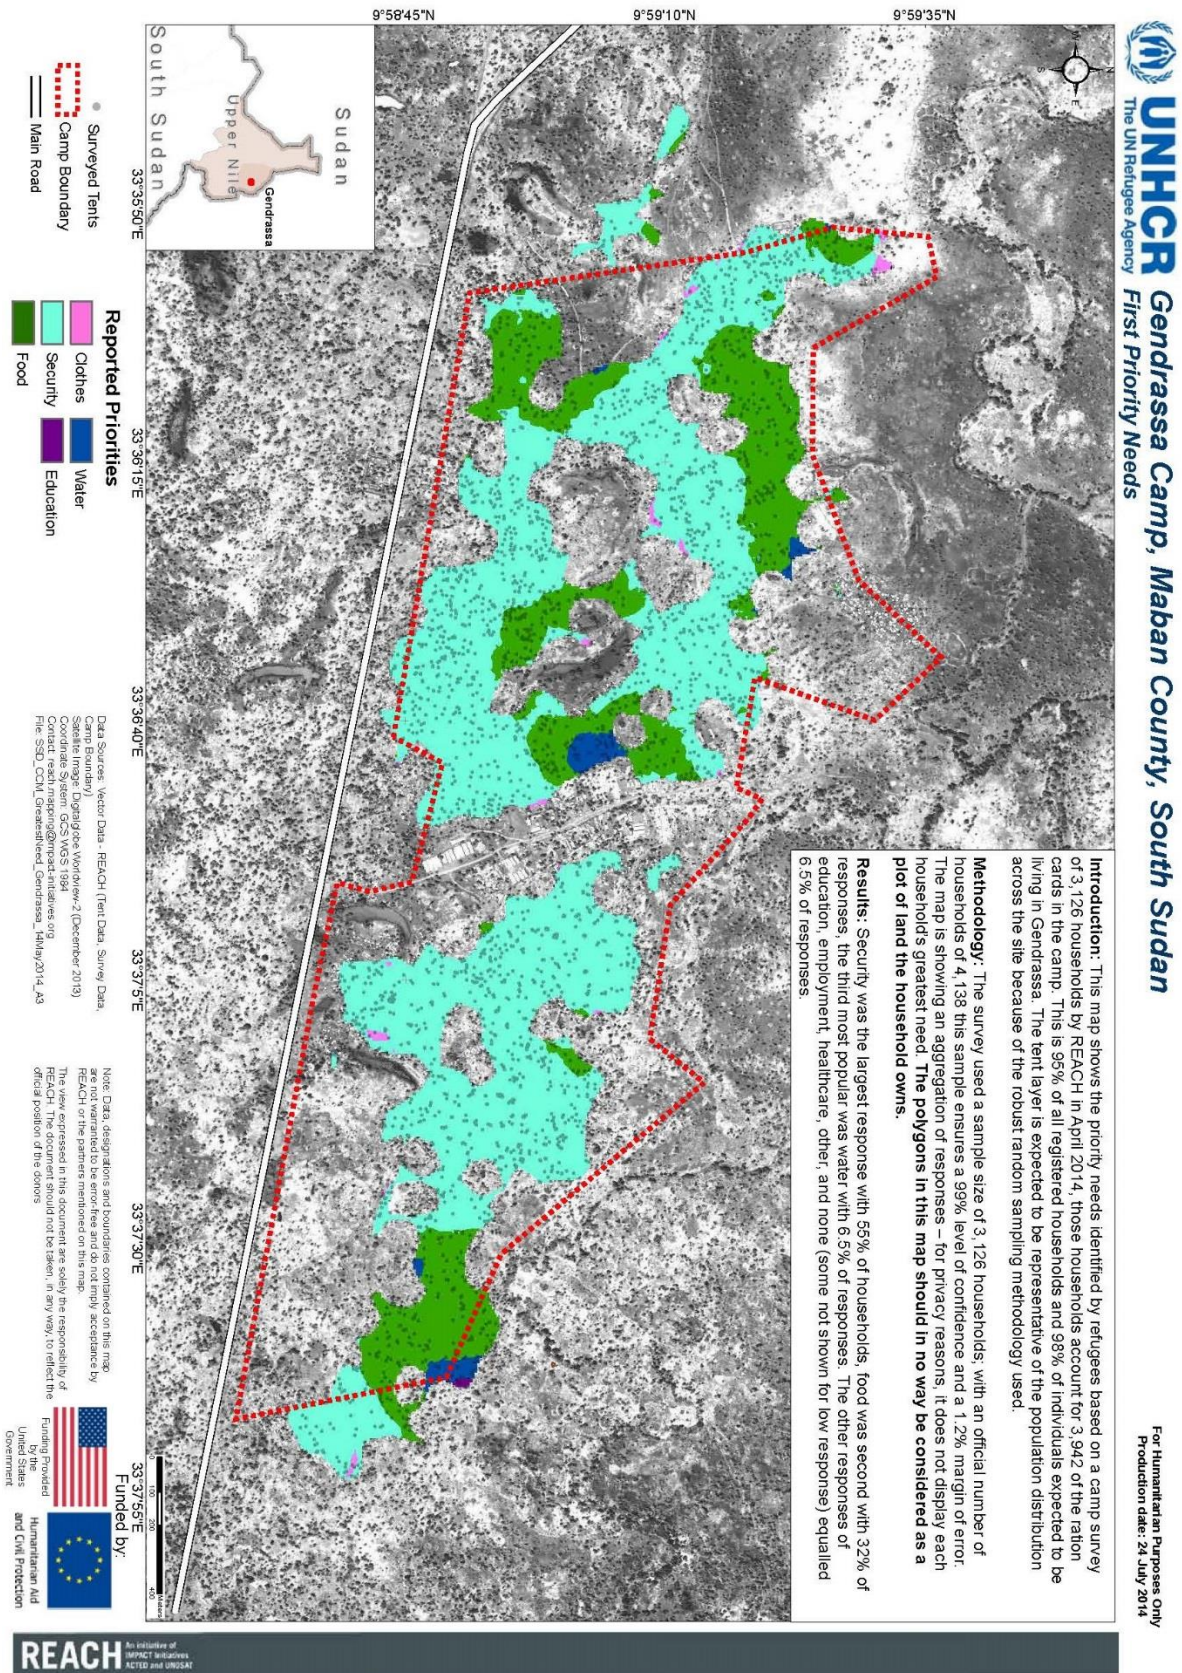 UNHCR
The UN Refugee Agency
Gendrassa Camp, Maban County, South Sudan
First Priority Needs
For Humanitarian Purposes Only
Production date: 24 July 2014
Introduction: This map shows the priority needs identified by refugees based on a camp survey
of 3,126 households by REACH in April 2014, those households account for 3,942 of the ration
cards in the camp. This is 95% of all registered households and 98% of individuals expected to be
living in Gendrassa. The tent layer is expected to be representative of the population distribution
across the site because of the robust random sampling methodology used.
Methodology: The survey used a sample size of 3,126 households; with an official number of
households of 4,138 this sample ensures a 99% level of confidence and a 1.2% margin of error.
The map is showing an aggregation of responses – for privacy reasons, it does not display each
household's greatest need. The polygons in this map should in no way be considered as a
plot of land the household owns.
Results: Security was the largest response with 55% of households, food was second with 32% of
responses, the third most popular was water with 6.5% of responses. The other responses of
education, employment, healthcare, other, and none (some not shown for low response) equalled
6.5% of responses.
9°59'35"N
9°59'10"N
9°58'45"N
N
E
S
Sudan
South Sudan
Upper Nile
Gendrassa
33°35'50"E
33°36'15"E
33°36'40"E
33°37'5"E
33°37'30"E
33°37'55"E
0 100 200 400
Meters
Surveyed Tents
Camp Boundary
Main Road
Reported Priorities
Clothes
Security
Food
Water
Education
Data Sources: Vector Data - REACH (Tent Data, Survey Data,
Camp Boundary)
Satellite Image: Digitalglobe Worldview-2 (December 2013)
Coordinate System: GCS WGS 1984
Contact: reach.mapping@impact-initiatives.org
File: SSD_CCM_GreatestNeed_Gendrassa_14May2014_A3
Note: Data, designations and boundaries contained on this map
are not warranted to be error-free and do not imply acceptance by
REACH or the partners mentioned on this map.
The view expressed in this document are solely the responsibility of
REACH. The document should not be taken, in any way, to reflect the
official position of the donors
Funded by:
Funding Provided
by the
United States
Government
Humanitarian Aid
and Civil Protection
REACH
An initiative of
IMPACT Initiatives
ACTED and UNOSAT